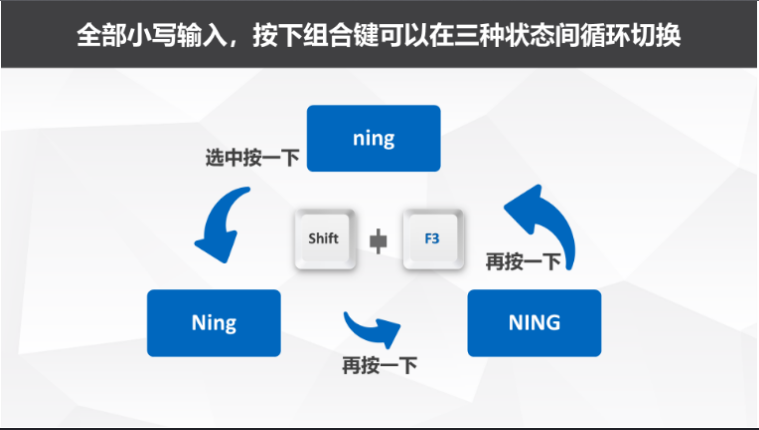 全部小写输入，按下组合键可以在三种状态间循环切换
ning
选中按一下
Shift
F3
再按一下
Ning
NING
再按一下